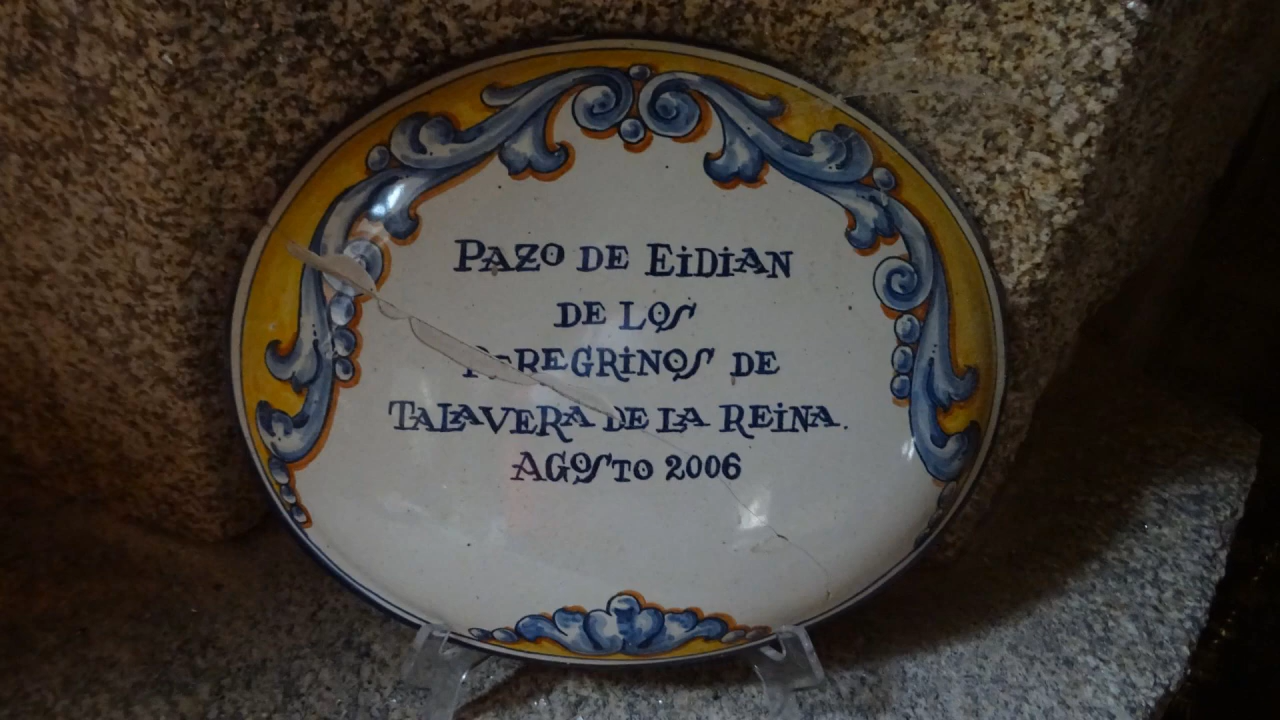 PAZO DE EiDiAN
DE LOS
PEREGRiNOS DE
TALAVERA DE LA REiNA.
AGOSTO 2006